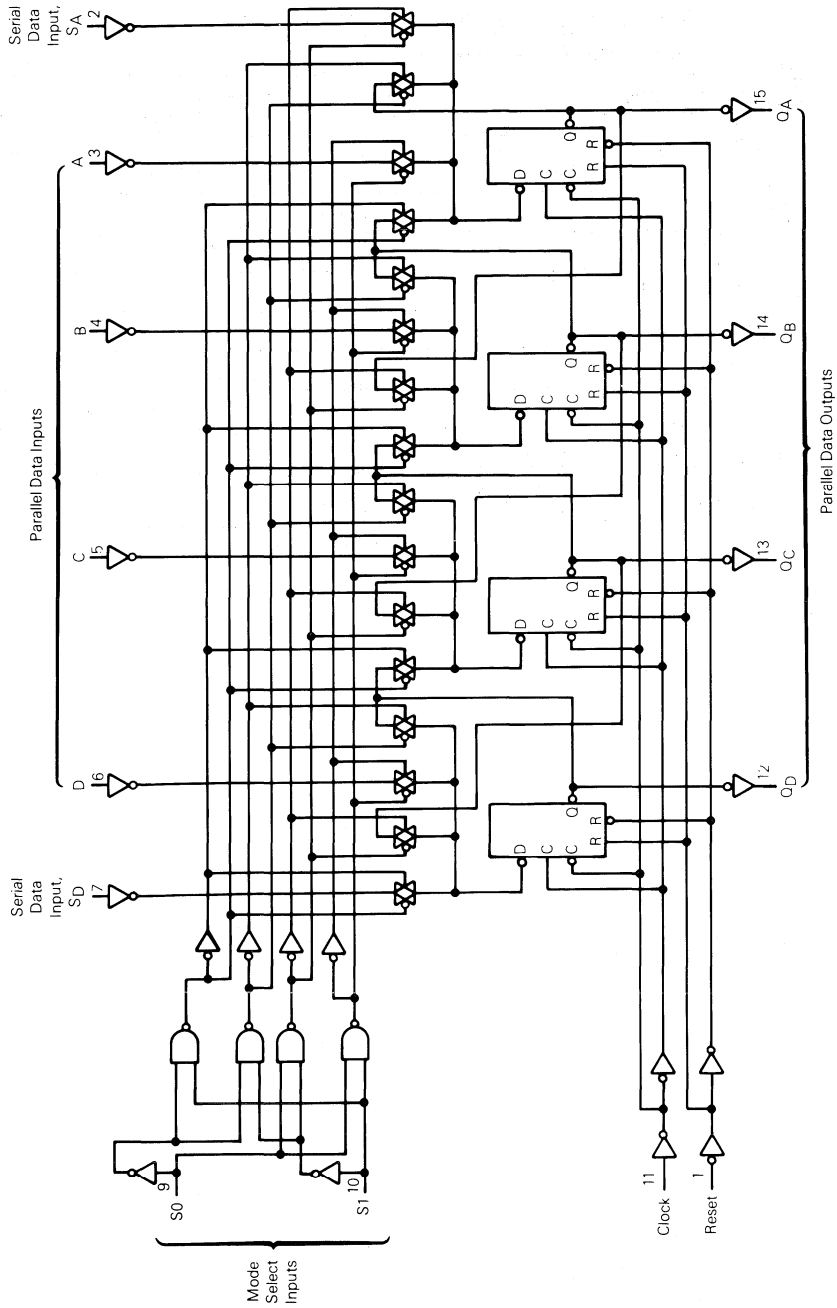 Serial
Data
Input,
SA
2
A
3
B
4
Parallel Data Inputs
C
5
D
6
Serial
Data
Input,
SD
7
Q
D
C
C
R
R
15
QA
Q
D
C
C
R
R
14
QB
Q
D
C
C
R
R
13
QC
Q
D
C
C
R
R
12
QD
Parallel Data Outputs
9
S0
10
S1
Mode
Select
Inputs
Clock
11
Reset
1